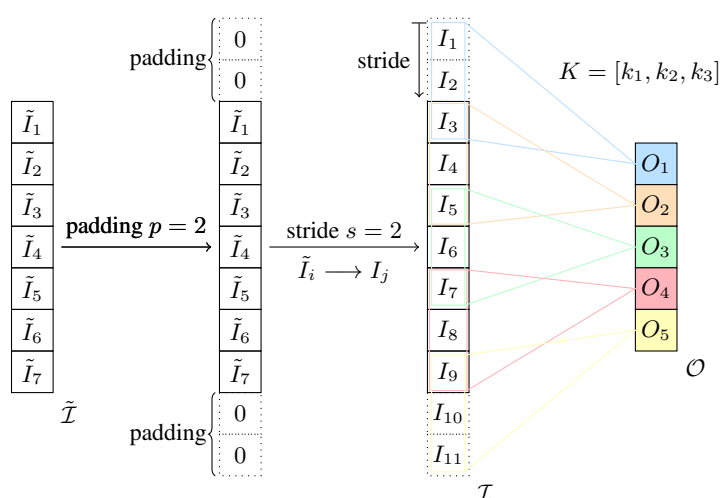 Ĩ₁
Ĩ₂
Ĩ₃
Ĩ₄
Ĩ₅
Ĩ₆
Ĩ₇
𝓘̃
padding p = 2
padding
0
0
Ĩ₁
Ĩ₂
Ĩ₃
Ĩ₄
Ĩ₅
Ĩ₆
Ĩ₇
padding
0
0
stride s = 2
Ĩᵢ ⟶ Iⱼ
stride
I₁
I₂
I₃
I₄
I₅
I₆
I₇
I₈
I₉
I₁₀
I₁₁
𝓘
K = [k₁, k₂, k₃]
O₁
O₂
O₃
O₄
O₅
𝓞